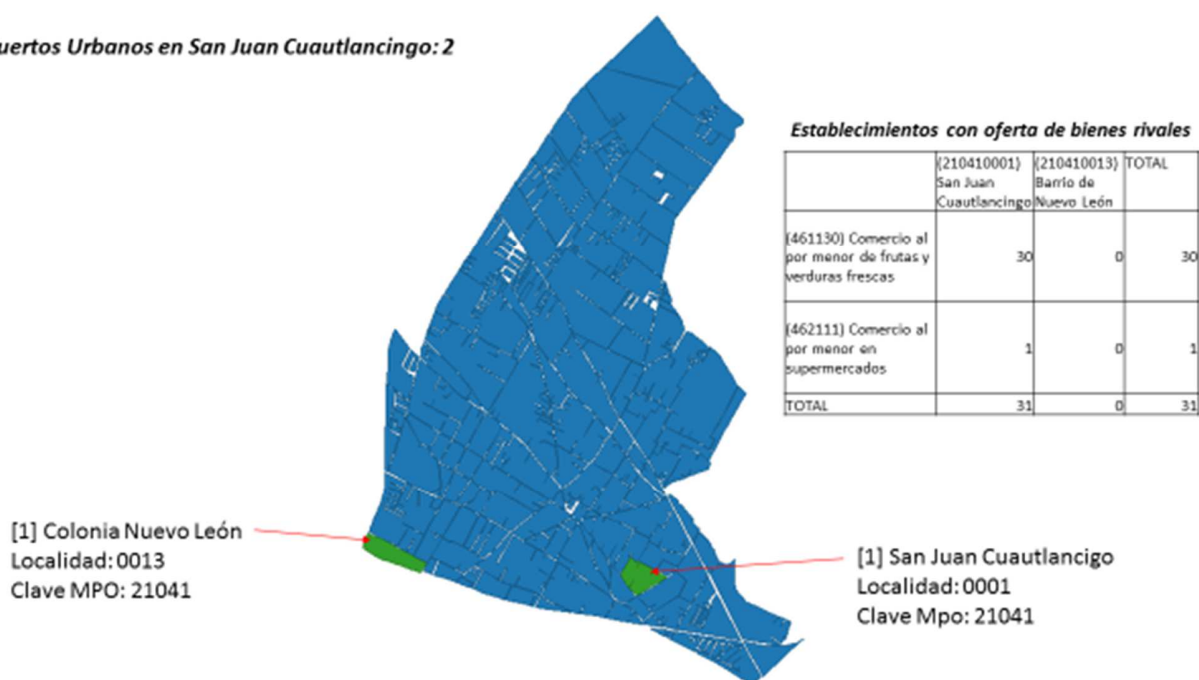 uertos Urbanos en San Juan Cuautlancingo: 2
Establecimientos con oferta de bienes rivales
(210410001) San Juan Cuautlancingo (210410013) Barrio de Nuevo León TOTAL
(461130) Comercio al por menor de frutas y verduras frescas 30 0 30
(462111) Comercio al por menor en supermercados 1 0 1
TOTAL 31 0 31
[1] Colonia Nuevo León
Localidad: 0013
Clave MPO: 21041
[1] San Juan Cuautlancigo
Localidad: 0001
Clave Mpo: 21041